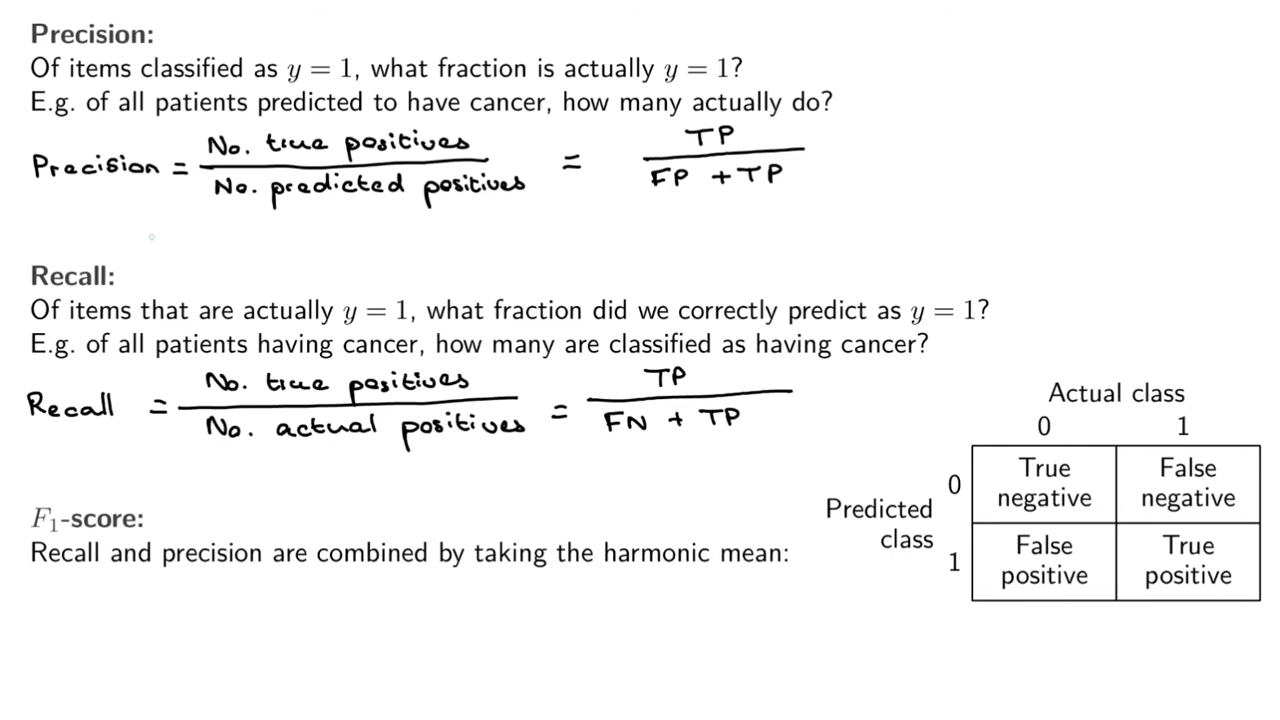 Precision:
Of items classified as y = 1, what fraction is actually y = 1?
E.g. of all patients predicted to have cancer, how many actually do?
Precision = No. true positives / No. predicted positives = TP / FP + TP
Recall:
Of items that are actually y = 1, what fraction did we correctly predict as y = 1?
E.g. of all patients having cancer, how many are classified as having cancer?
Recall = No. true positives / No. actual positives = TP / FN + TP
F₁-score:
Recall and precision are combined by taking the harmonic mean:
Actual class
0 1
Predicted class
0 True negative False negative
1 False positive True positive